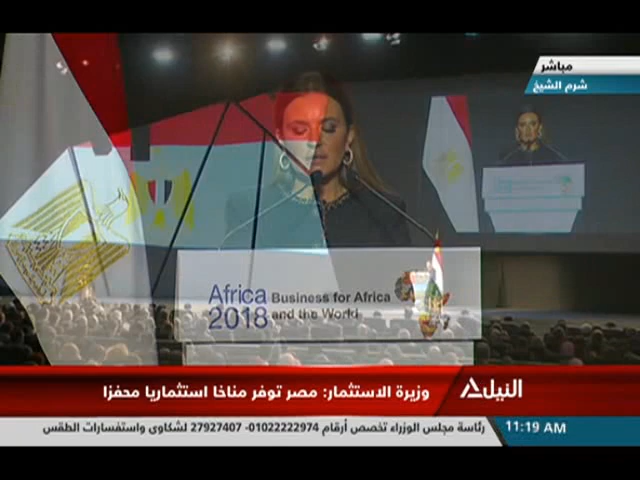 مباشر
شرم الشيخ
Africa
2018
Business for Africa
and the World
النيل
وزيرة الاستثمار: مصر توفر مناخا استثماريا محفزا
رئاسة مجلس الوزراء تخصص أرقام 01022222974- 27927407 لشكاوى واستفسارات الطقس
11:19 AM